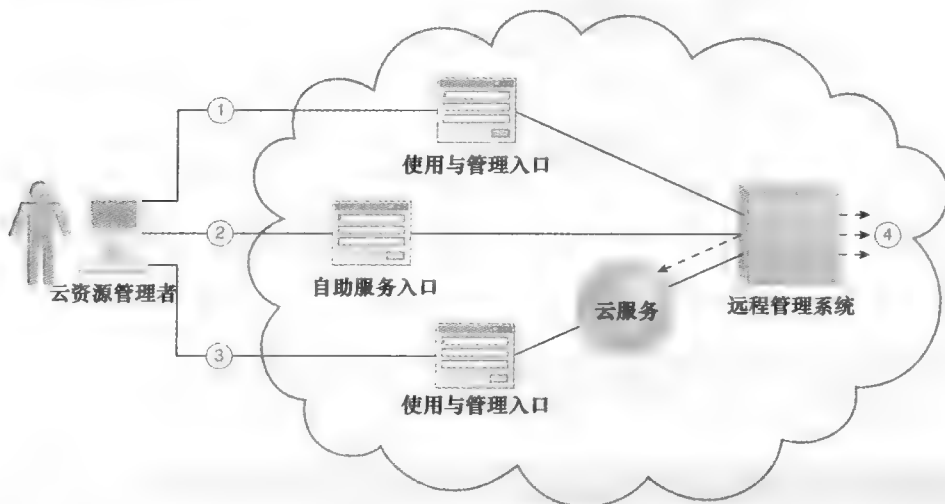 ①
使用与管理入口
云资源管理者
②
自助服务入口
云服务
远程管理系统
④
③
使用与管理入口